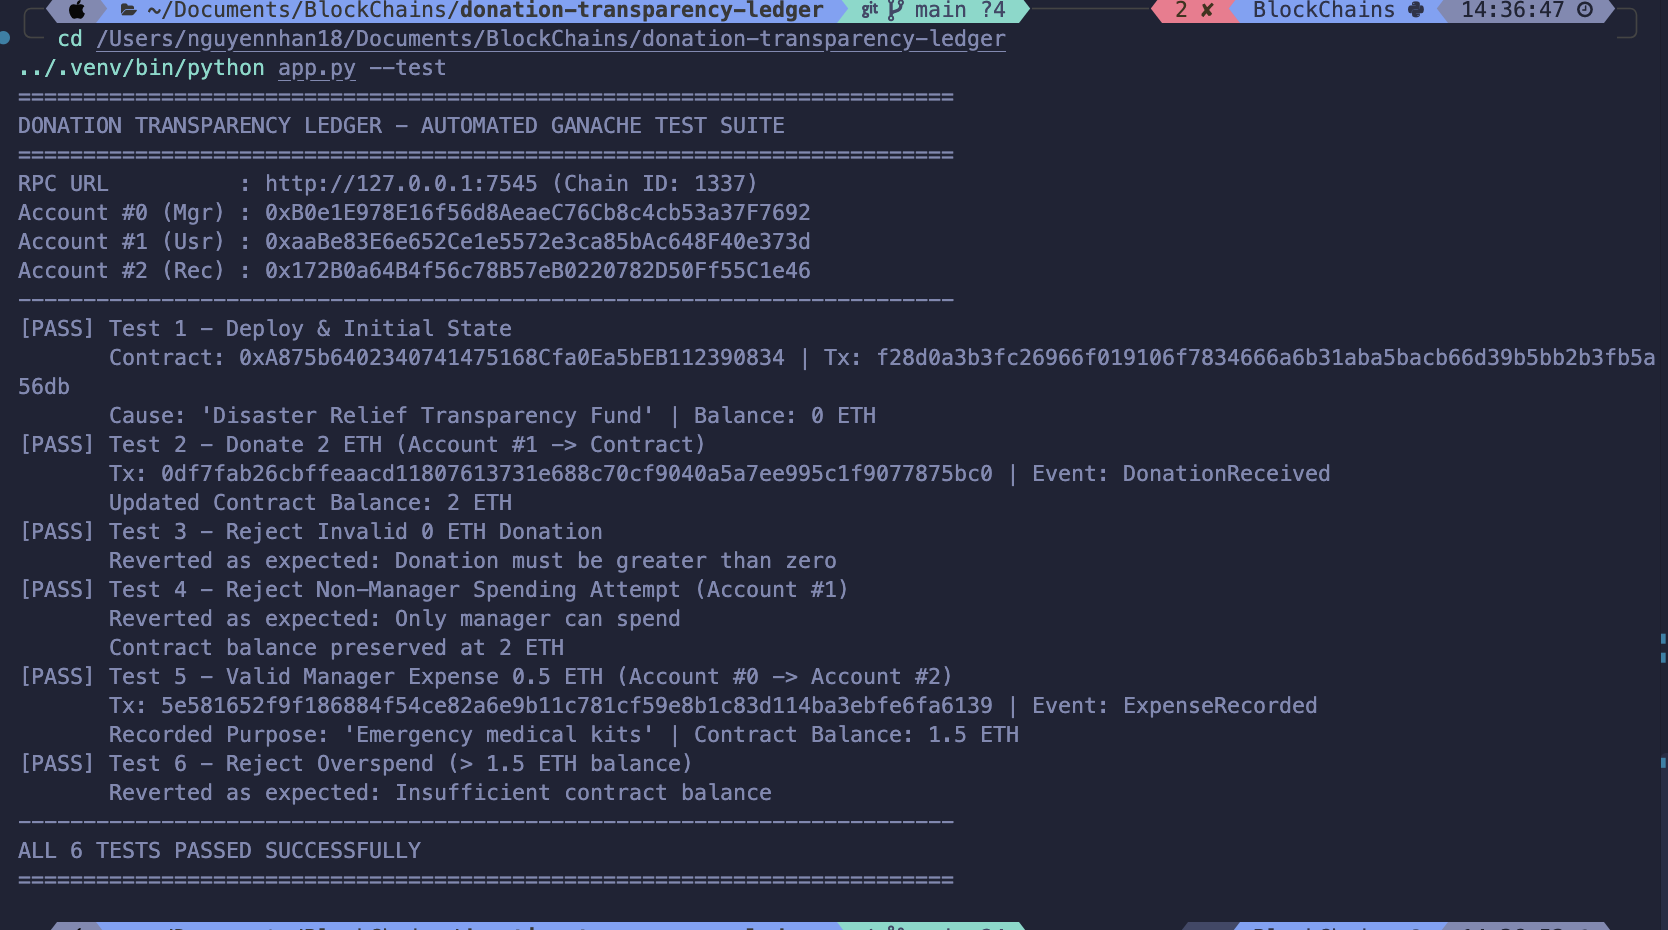 ~/Documents/BlockChains/donation-transparency-ledger git main ?4 2 ✘ BlockChains 14:36:47
cd /Users/nguyennhan18/Documents/BlockChains/donation-transparency-ledger
../.venv/bin/python app.py --test
========================================================================
DONATION TRANSPARENCY LEDGER - AUTOMATED GANACHE TEST SUITE
========================================================================
RPC URL          : http://127.0.0.1:7545 (Chain ID: 1337)
Account #0 (Mgr) : 0xB0e1E978E16f56d8AeaeC76Cb8c4cb53a37F7692
Account #1 (Usr) : 0xaaBe83E6e652Ce1e5572e3ca85bAc648F40e373d
Account #2 (Rec) : 0x172B0a64B4f56c78B57eB0220782D50Ff55C1e46
------------------------------------------------------------------------
[PASS] Test 1 - Deploy & Initial State
       Contract: 0xA875b6402340741475168Cfa0Ea5bEB112390834 | Tx: f28d0a3b3fc26966f019106f7834666a6b31aba5bacb66d39b5bb2b3fb5a
56db
       Cause: 'Disaster Relief Transparency Fund' | Balance: 0 ETH
[PASS] Test 2 - Donate 2 ETH (Account #1 -> Contract)
       Tx: 0df7fab26cbffeaacd11807613731e688c70cf9040a5a7ee995c1f9077875bc0 | Event: DonationReceived
       Updated Contract Balance: 2 ETH
[PASS] Test 3 - Reject Invalid 0 ETH Donation
       Reverted as expected: Donation must be greater than zero
[PASS] Test 4 - Reject Non-Manager Spending Attempt (Account #1)
       Reverted as expected: Only manager can spend
       Contract balance preserved at 2 ETH
[PASS] Test 5 - Valid Manager Expense 0.5 ETH (Account #0 -> Account #2)
       Tx: 5e581652f9f186884f54ce82a6e9b11c781cf59e8b1c83d114ba3ebfe6fa6139 | Event: ExpenseRecorded
       Recorded Purpose: 'Emergency medical kits' | Contract Balance: 1.5 ETH
[PASS] Test 6 - Reject Overspend (> 1.5 ETH balance)
       Reverted as expected: Insufficient contract balance
------------------------------------------------------------------------
ALL 6 TESTS PASSED SUCCESSFULLY
========================================================================